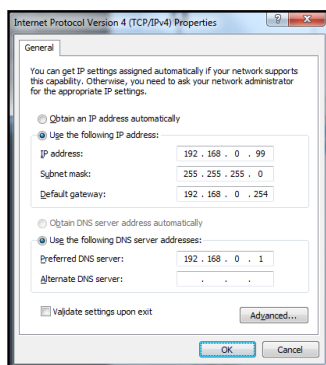 Internet Protocol Version 4 (TCP/IPv4) Properties
General
You can get IP settings assigned automatically if your network supports
this capability. Otherwise, you need to ask your network administrator
for the appropriate IP settings.
Obtain an IP address automatically
Use the following IP address:
IP address: 192 . 168 . 0 . 99
Subnet mask: 255 . 255 . 255 . 0
Default gateway: 192 . 168 . 0 . 254
Obtain DNS server address automatically
Use the following DNS server addresses:
Preferred DNS server: 192 . 168 . 0 . 1
Alternate DNS server: . . .
Validate settings upon exit
Advanced...
OK Cancel